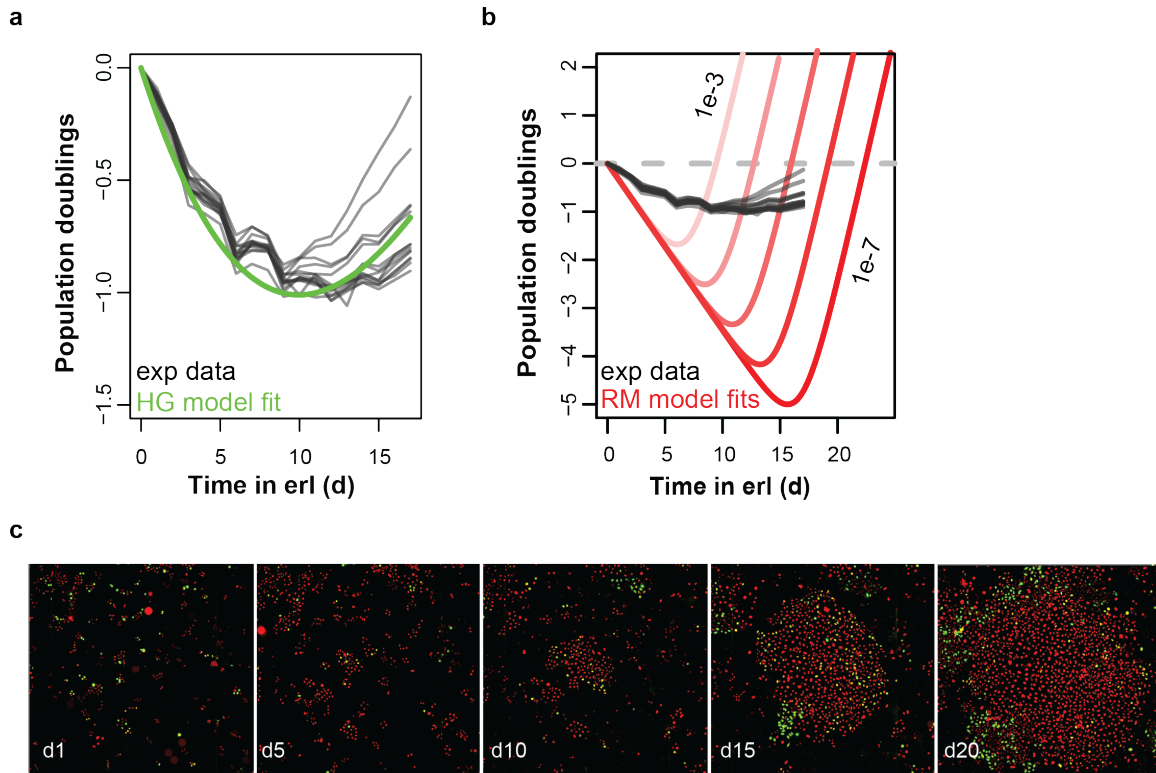 a
b
Population doublings
0.0
−0.5
−1.0
−1.5
exp data
HG model fit
0
5
10
15
Time in erl (d)
Population doublings
2
1
0
−1
−2
−3
−4
−5
1e-3
1e-7
exp data
RM model fits
0
5
10
15
20
Time in erl (d)
c
d1
d5
d10
d15
d20